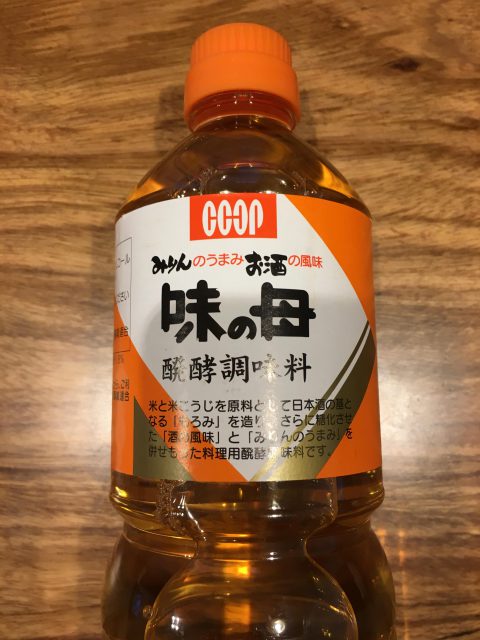 COOP
みりんのうまみお酒の風味
味の母
醗酵調味料
米と米こうじを原料として日本酒の基と
なる「もろみ」を造り、さらに糖化させ
た「酒の風味」と「みりんのうまみ」を
併せもった料理用醗酵調味料です。